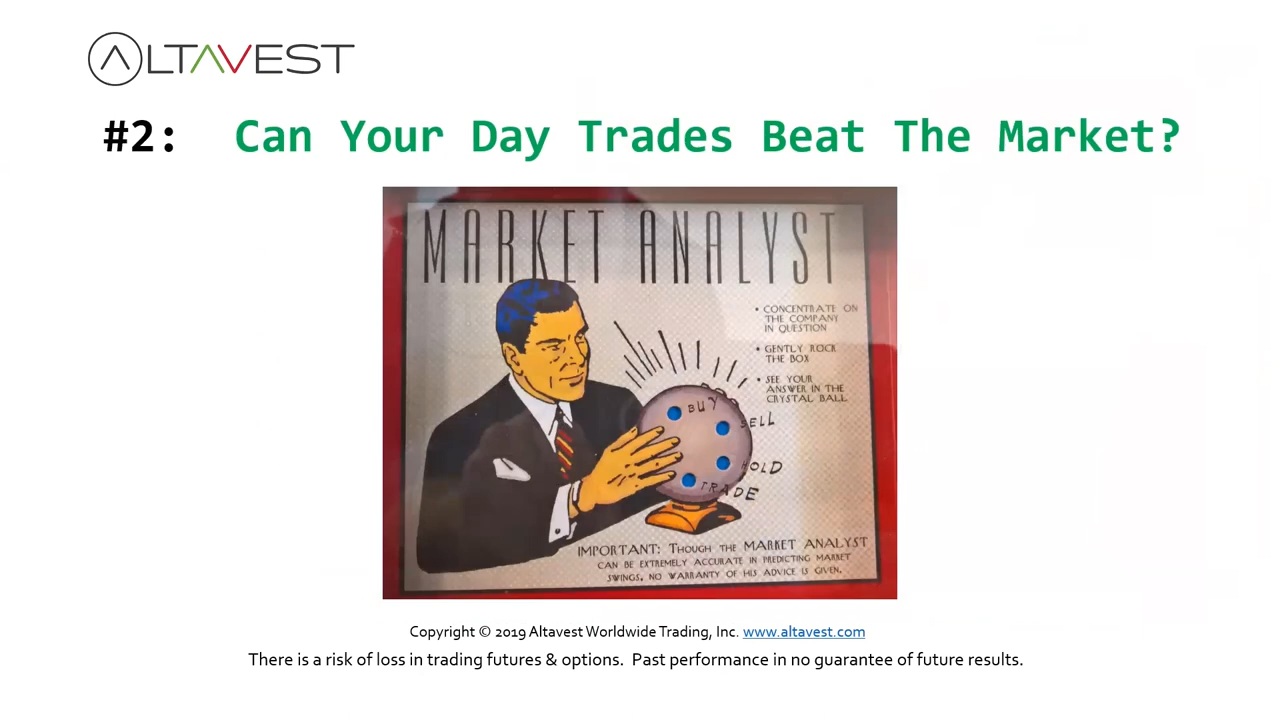 ALTAVEST
#2: Can Your Day Trades Beat The Market?
MARKET ANALYST
• CONCENTRATE ON
THE COMPANY
IN QUESTION
• GENTLY ROCK
THE BOX
• SEE YOUR
ANSWER IN THE
CRYSTAL BALL
BUY
SELL
HOLD
TRADE
IMPORTANT: THOUGH THE MARKET ANALYST
CAN BE EXTREMELY ACCURATE IN PREDICTING MARKET
SWINGS, NO WARRANTY OF HIS ADVICE IS GIVEN.
Copyright © 2019 Altavest Worldwide Trading, Inc. www.altavest.com
There is a risk of loss in trading futures & options.  Past performance in no guarantee of future results.